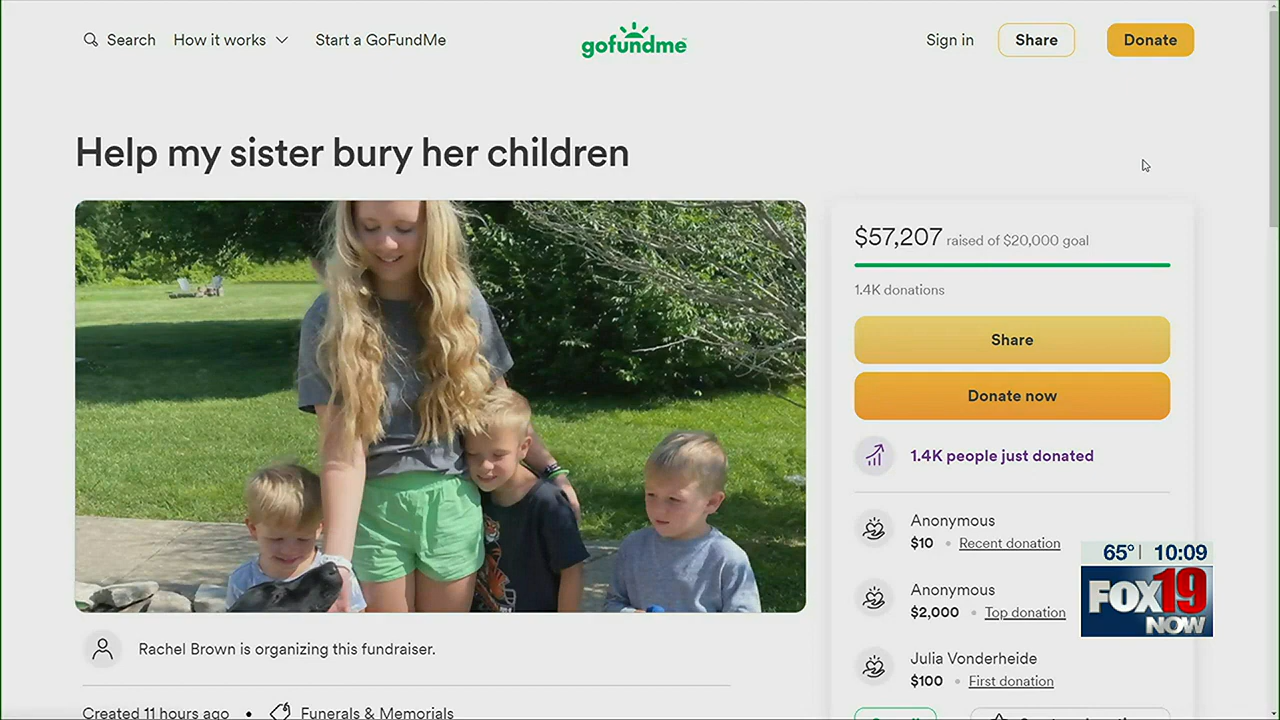 Search How it works Start a GoFundMe gofundme Sign in Share Donate
Help my sister bury her children
$57,207 raised of $20,000 goal
1.4K donations
Share
Donate now
1.4K people just donated
Anonymous
$10 • Recent donation
Anonymous
$2,000 • Top donation
Julia Vonderheide
$100 • First donation
65° 10:09
FOX19
NOW
Rachel Brown is organizing this fundraiser.
Created 11 hours ago • Funerals & Memorials